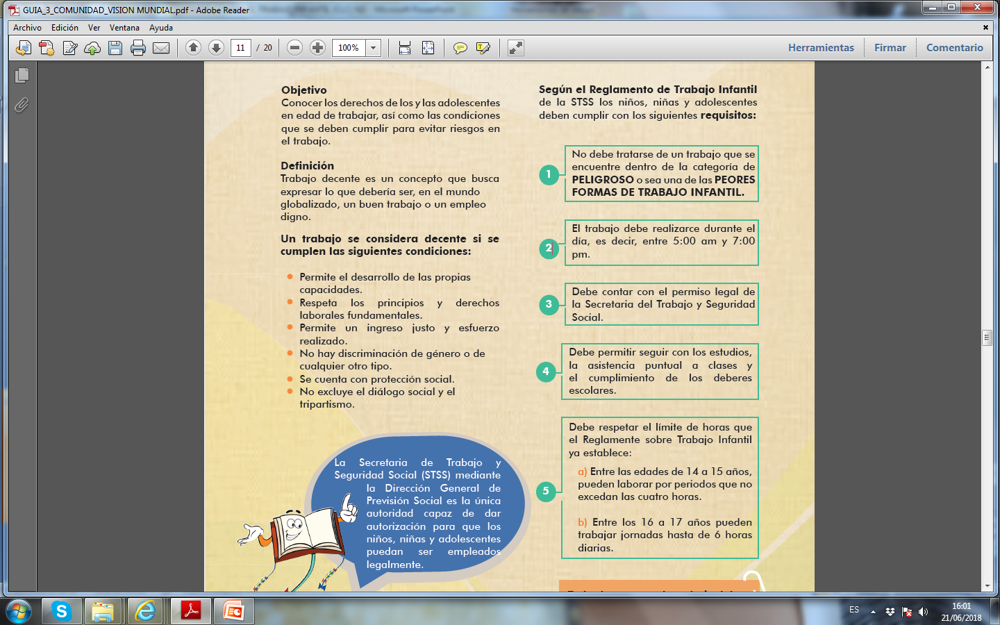 GUIA_3_COMUNIDAD_VISION MUNDIAL.pdf - Adobe Reader
Archivo Edición Ver Ventana Ayuda
11 / 20 100% Herramientas Firmar Comentario
Objetivo
Conocer los derechos de los y las adolescentes
en edad de trabajar, así como las condiciones
que se deben cumplir para evitar riesgos en
el trabajo.
Definición
Trabajo decente es un concepto que busca
expresar lo que debería ser, en el mundo
globalizado, un buen trabajo o un empleo
digno.
Un trabajo se considera decente si se
cumplen las siguientes condiciones:
Permite el desarrollo de las propias
capacidades.
Respeta los principios y derechos
laborales fundamentales.
Permite un ingreso justo y esfuerzo
realizado.
No hay discriminación de género o de
cualquier otro tipo.
Se cuenta con protección social.
No excluye el diálogo social y el
tripartismo.
La Secretaria de Trabajo y
Seguridad Social (STSS) mediante
la Dirección General de
Previsión Social es la única
autoridad capaz de dar
autorización para que los
niños, niñas y adolescentes
puedan ser empleados
legalmente.
Según el Reglamento de Trabajo Infantil
de la STSS los niños, niñas y adolescentes
deben cumplir con los siguientes requisitos:
1
No debe tratarse de un trabajo que se
encuentre dentro de la categoría de
PELIGROSO o sea una de las PEORES
FORMAS DE TRABAJO INFANTIL.
2
El trabajo debe realizarce durante el
día, es decir, entre 5:00 am y 7:00
pm.
3
Debe contar con el permiso legal de
la Secretaria del Trabajo y Seguridad
Social.
4
Debe permitir seguir con los estudios,
la asistencia puntual a clases y
el cumplimiento de los deberes
escolares.
5
Debe respetar el límite de horas que
el Reglamente sobre Trabajo Infantil
ya establece:
a) Entre las edades de 14 a 15 años,
pueden laborar por periodos que no
excedan las cuatro horas.
b) Entre los 16 a 17 años pueden
trabajar jornadas hasta de 6 horas
diarias.
ES
16:01
21/06/2018